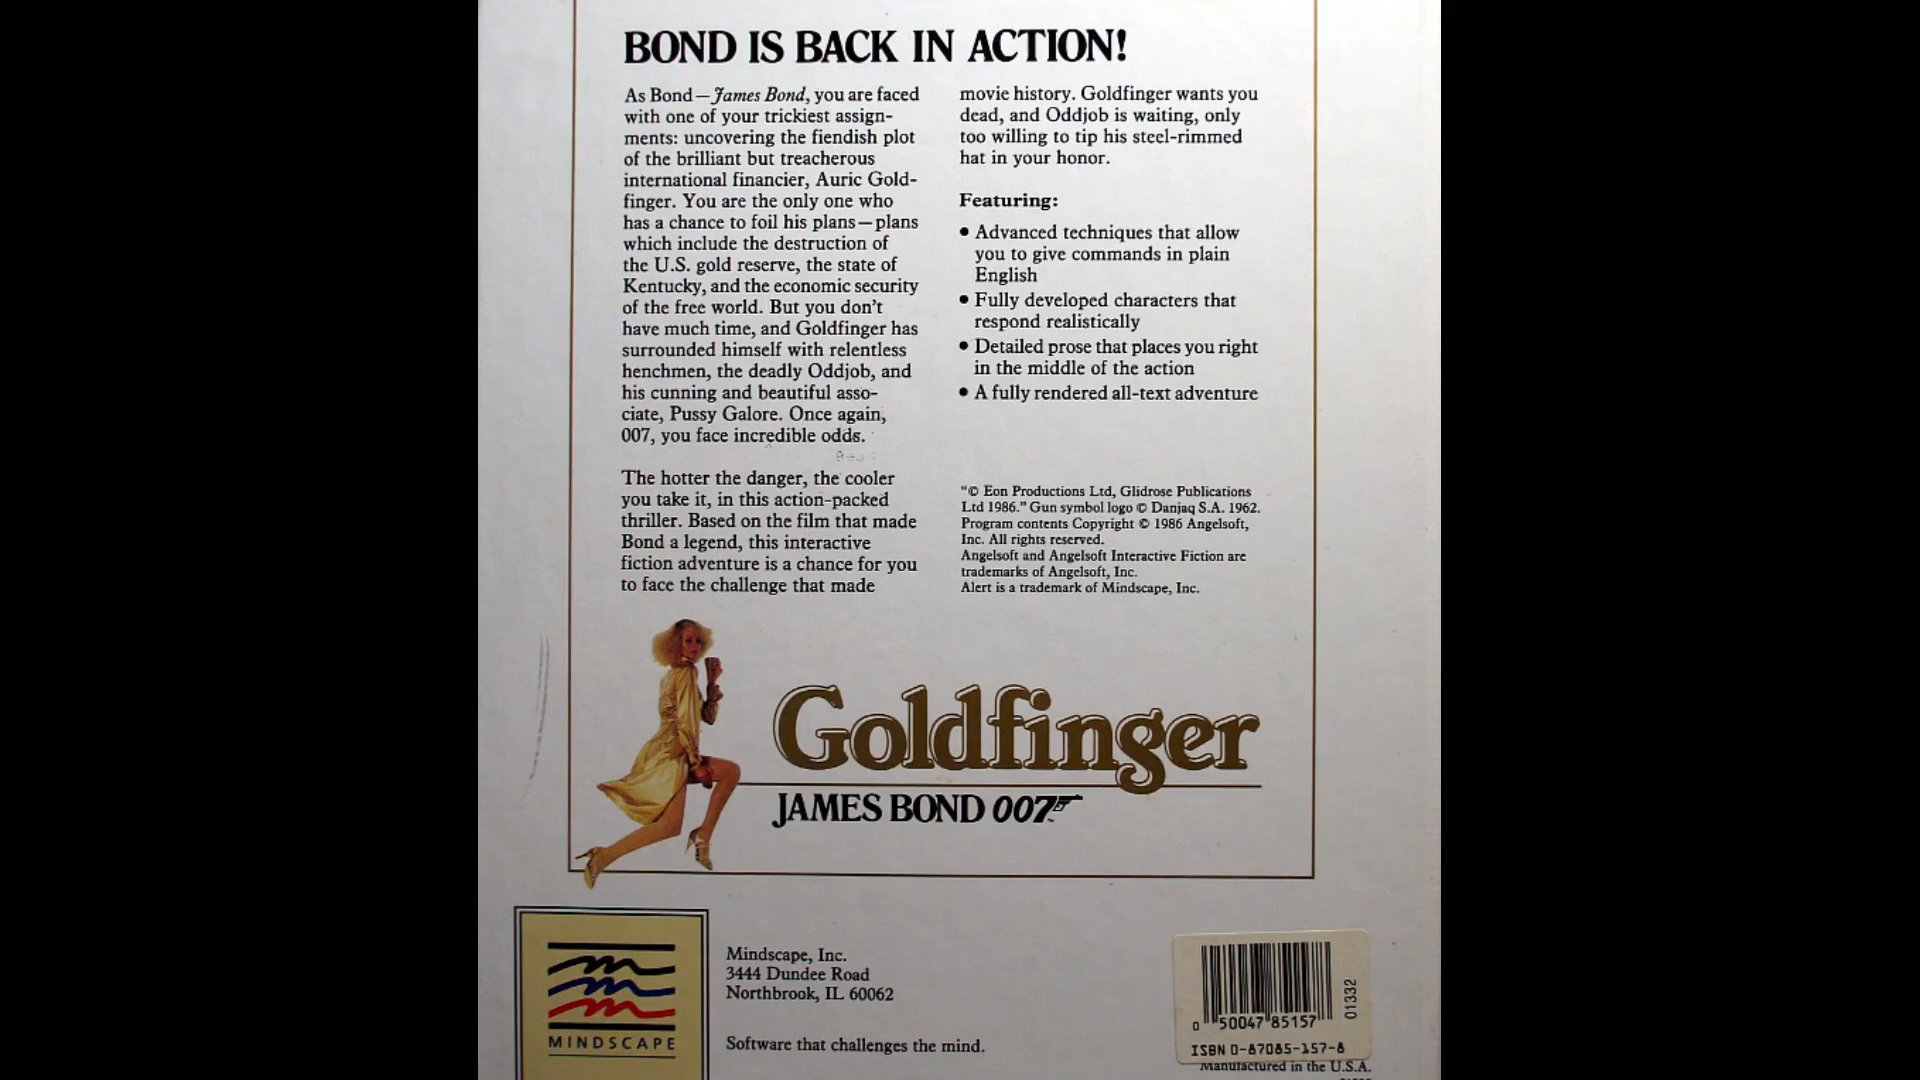 BOND IS BACK IN ACTION!
As Bond—James Bond, you are faced
with one of your trickiest assign-
ments: uncovering the fiendish plot
of the brilliant but treacherous
international financier, Auric Gold-
finger. You are the only one who
has a chance to foil his plans—plans
which include the destruction of
the U.S. gold reserve, the state of
Kentucky, and the economic security
of the free world. But you don't
have much time, and Goldfinger has
surrounded himself with relentless
henchmen, the deadly Oddjob, and
his cunning and beautiful asso-
ciate, Pussy Galore. Once again,
007, you face incredible odds.
The hotter the danger, the cooler
you take it, in this action-packed
thriller. Based on the film that made
Bond a legend, this interactive
fiction adventure is a chance for you
to face the challenge that made
movie history. Goldfinger wants you
dead, and Oddjob is waiting, only
too willing to tip his steel-rimmed
hat in your honor.
Featuring:
• Advanced techniques that allow
you to give commands in plain
English
• Fully developed characters that
respond realistically
• Detailed prose that places you right
in the middle of the action
• A fully rendered all-text adventure
"© Eon Productions Ltd, Glidrose Publications
Ltd 1986." Gun symbol logo © Danjaq S.A. 1962.
Program contents Copyright © 1986 Angelsoft,
Inc. All rights reserved.
Angelsoft and Angelsoft Interactive Fiction are
trademarks of Angelsoft, Inc.
Alert is a trademark of Mindscape, Inc.
Goldfinger
JAMES BOND 007
MINDSCAPE
Mindscape, Inc.
3444 Dundee Road
Northbrook, IL 60062
Software that challenges the mind.
01332
0 50047 85157
ISBN 0-87085-157-8
Manufactured in the U.S.A.